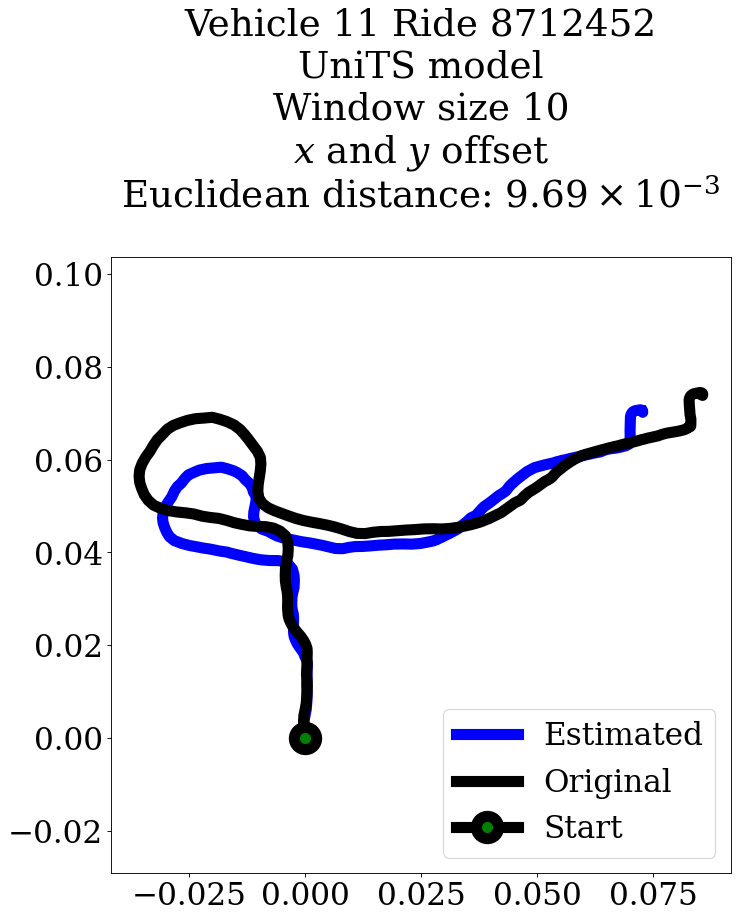 Vehicle 11 Ride 8712452
UniTS model
Window size 10
x and y offset
Euclidean distance: 9.69 × 10⁻³
0.10
0.08
0.06
0.04
0.02
0.00
−0.02
Estimated
Original
Start
−0.025 0.000 0.025 0.050 0.075